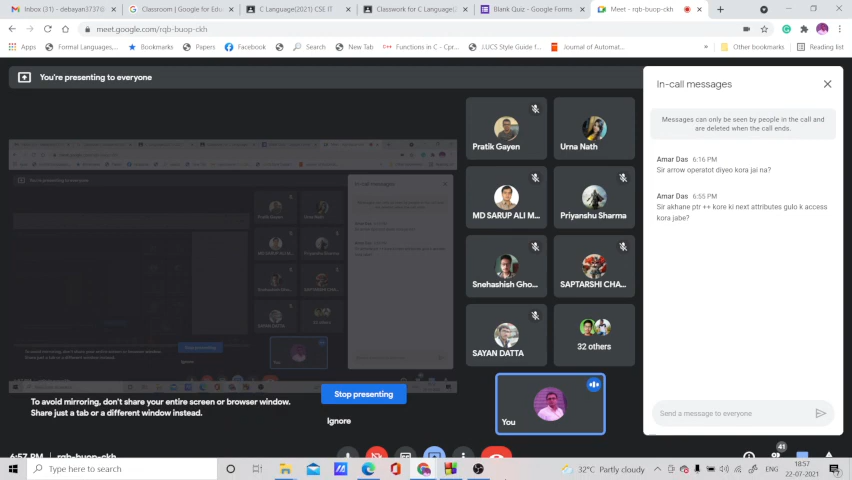 Inbox (31) - debayan3737@
Classroom | Google for Edu
C Language(2021) CSE IT
Classwork for C Language(
Blank Quiz - Google Forms
Meet - rqb-buop-ckh
meet.google.com/rqb-buop-ckh
Apps
Formal Languages,...
Bookmarks
Papers
Facebook
Search
New Tab
Functions in C - Cpr...
J.UCS Style Guide f...
Journal of Automat...
»
Other bookmarks
Reading list
You're presenting to everyone
Pratik Gayen
Urna Nath
MD SARUP ALI M...
Priyanshu Sharma
Snehashish Gho...
SAPTARSHI CHA...
SAYAN DATTA
32 others
You
To avoid mirroring, don't share your entire screen or browser window.
Share just a tab or a different window instead.
Stop presenting
Ignore
In-call messages
Messages can only be seen by people in the call and
are deleted when the call ends.
Amar Das 6:16 PM
Sir arrow operatot diyeo kora jai na?
Amar Das 6:55 PM
Sir akhane ptr ++ kore ki next attributes gulo k access
kora jabe?
Send a message to everyone
6:57 PM
rqb-buop-ckh
41
Type here to search
32°C Partly cloudy
ENG
18:57
22-07-2021